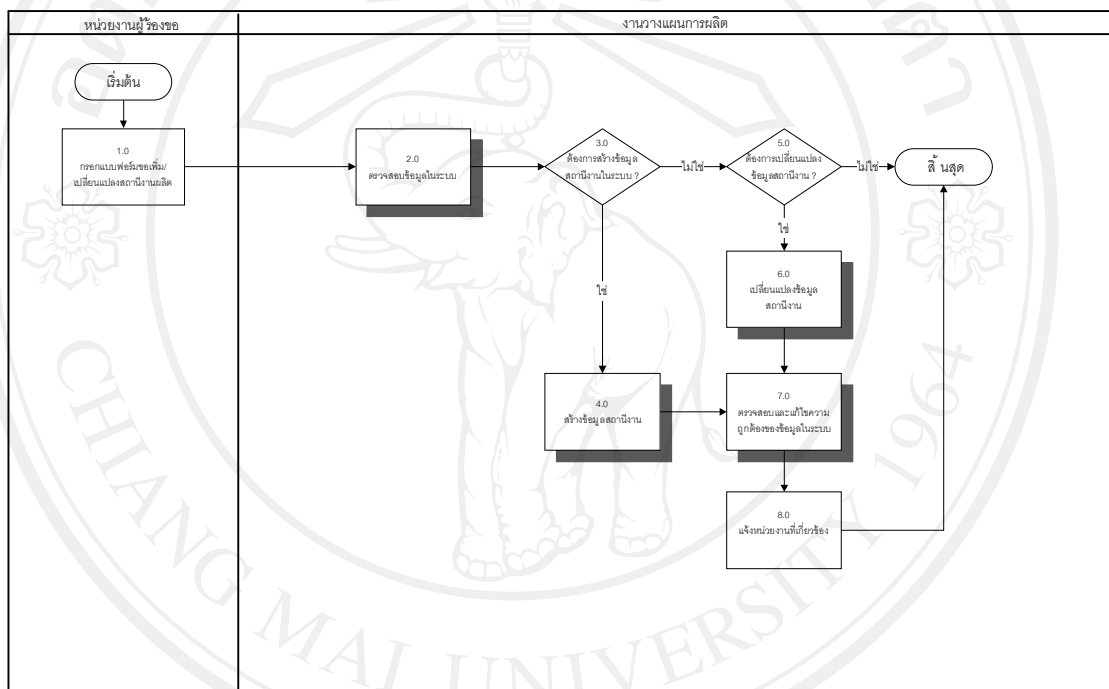 หน่วยงานผู้ร้องขอ
งานวางแผนการผลิต
เริ่มต้น
1.0
กรอกแบบฟอร์มขอเพิ่ม/
เปลี่ยนแปลงสถานีงานผลิต
2.0
ตรวจสอบข้อมูลในระบบ
3.0
ต้องการสร้างข้อมูล
สถานีงานในระบบ ?
ไม่ใช่
5.0
ต้องการเปลี่ยนแปลง
ข้อมูลสถานีงาน ?
ไม่ใช่
สิ้นสุด
ใช่
ใช่
6.0
เปลี่ยนแปลงข้อมูล
สถานีงาน
4.0
สร้างข้อมูลสถานีงาน
7.0
ตรวจสอบและแก้ไขความ
ถูกต้องของข้อมูลในระบบ
8.0
แจ้งหน่วยงานที่เกี่ยวข้อง
CHIANG MAI UNIVERSITY 1964